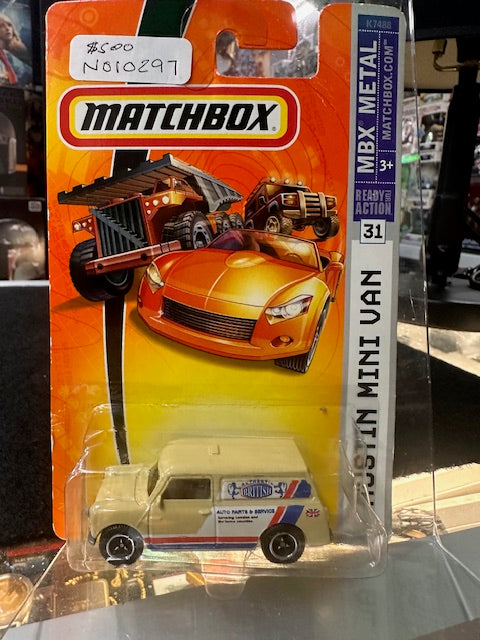 $5.00
N010297
MATCHBOX
K7488
MBX METAL
MATCHBOX.COM
3+
READY FOR
ACTION
31
AUSTIN MINI VAN
BRITISH
AUTO PARTS & SERVICE